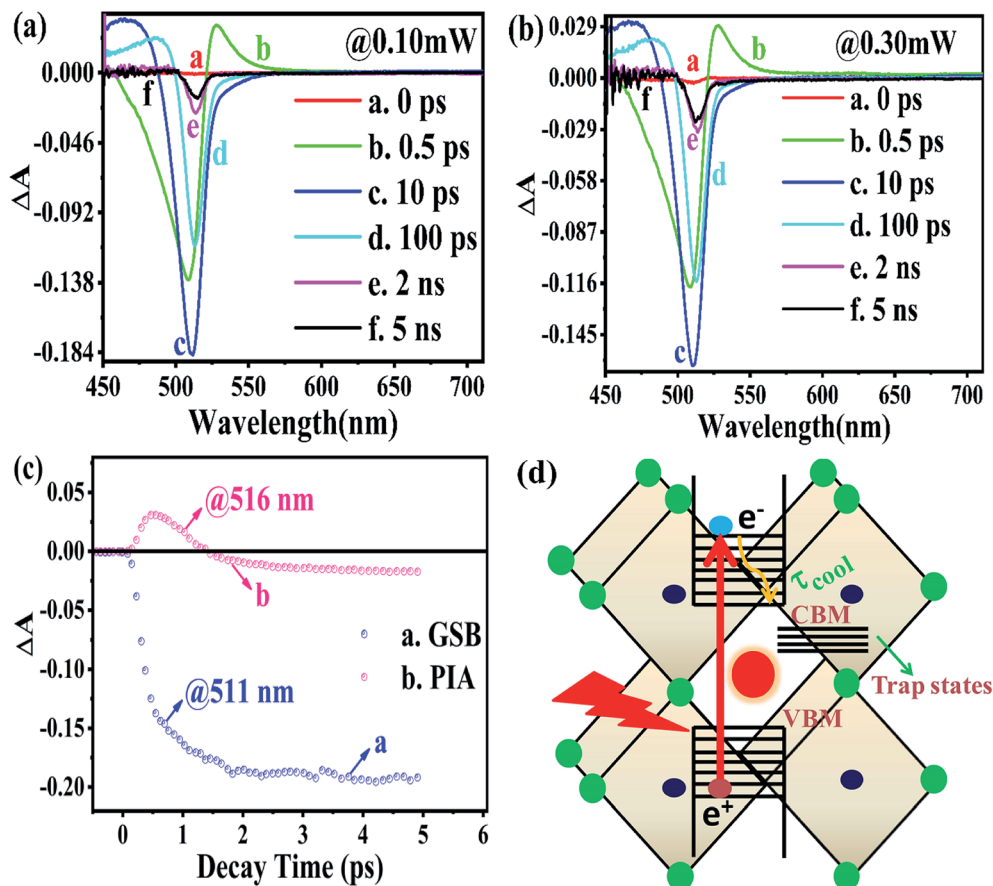 (a)
@0.10mW
b
a
f
e
d
c
a. 0 ps
b. 0.5 ps
c. 10 ps
d. 100 ps
e. 2 ns
f. 5 ns
0.000
-0.046
-0.092
-0.138
-0.184
ΔA
450 500 550 600 650 700
Wavelength(nm)
(b)
@0.30mW
b
a
f
e
d
c
a. 0 ps
b. 0.5 ps
c. 10 ps
d. 100 ps
e. 2 ns
f. 5 ns
0.029
0.000
-0.029
-0.058
-0.087
-0.116
-0.145
ΔA
450 500 550 600 650 700
Wavelength(nm)
(c)
@516 nm
b
a. GSB
b. PIA
@511 nm
a
0.05
0.00
-0.05
-0.10
-0.15
-0.20
ΔA
0 1 2 3 4 5 6
Decay Time (ps)
(d)
e-
τcool
CBM
Trap states
VBM
e+